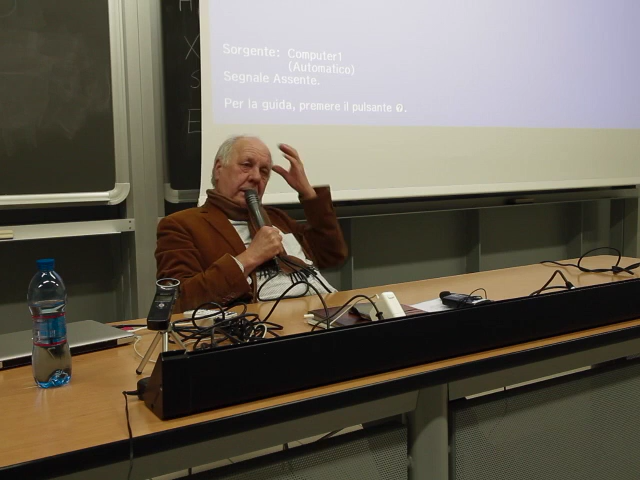 Sorgente: Computer1
(Automatico)
Segnale Assente.
Per la guida, premere il pulsante ?.
X
S
E